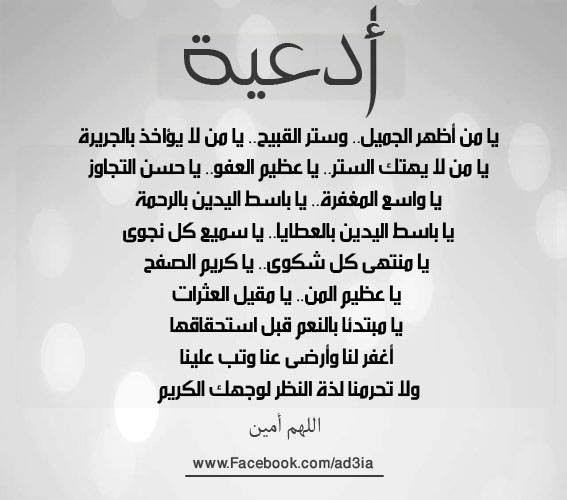 أدعية
يا من أظهر الجميل.. وستر القبيح.. يا من لا يؤاخذ بالجريرة
يا من لا يهتك الستر.. يا عظيم العفو.. يا حسن التجاوز
يا واسع المغفرة.. يا باسط اليدين بالرحمة
يا باسط اليدين بالعطايا.. يا سميع كل نجوى
يا منتهى كل شكوى.. يا كريم الصفح
يا عظيم المن.. يا مقيل العثرات
يا مبتدئا بالنعم قبل استحقاقها
أغفر لنا وأرضى عنا وتب علينا
ولا تحرمنا لذة النظر لوجهك الكريم
اللهم أمين
www.Facebook.com/ad3ia